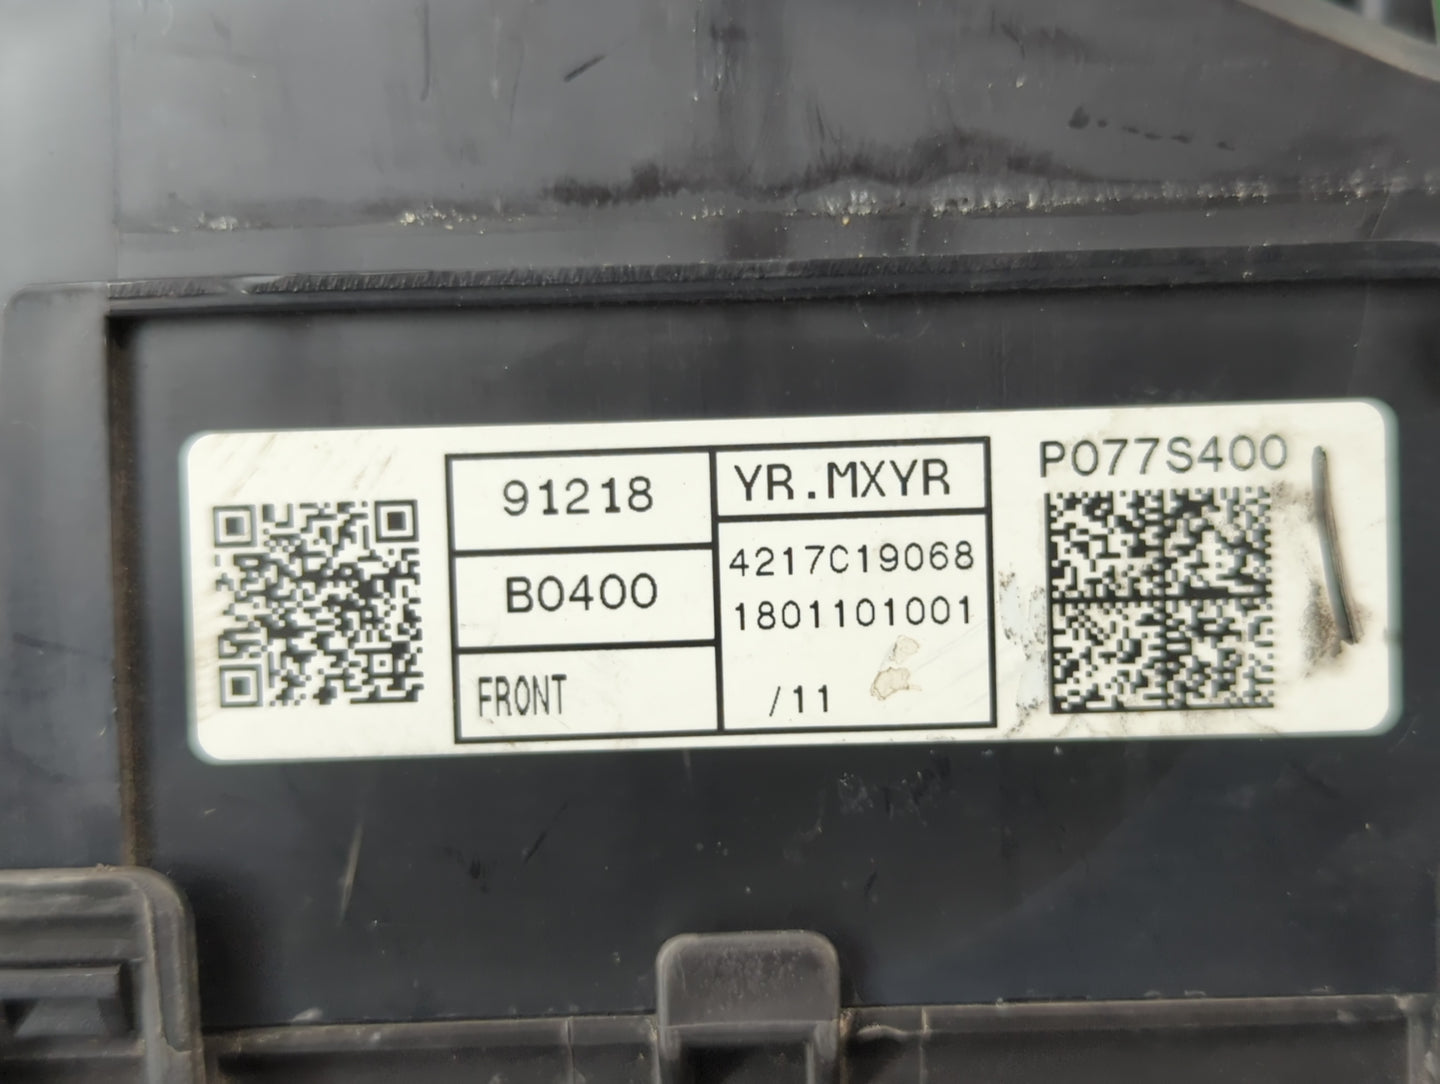 91218
B0400
FRONT
YR.MXYR
4217C19068
1801101001
/11
P077S400